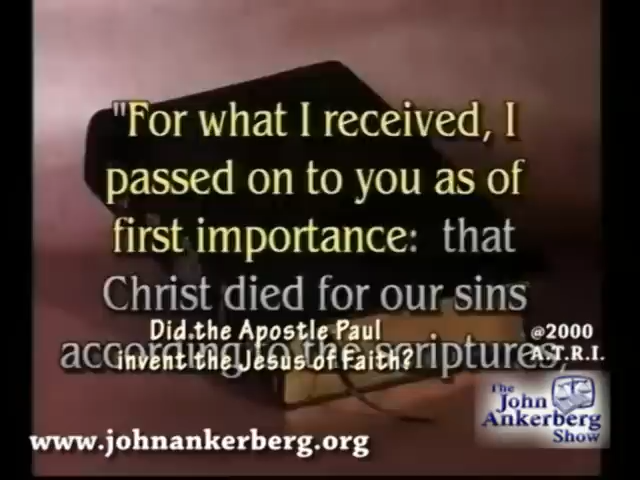 "For what I received, I
passed on to you as of
first importance: that
Christ died for our sins
according to the scriptures,
Did the Apostle Paul
invent the Jesus of Faith?
@2000
A.T.R.I.
The
John
Ankerberg
Show
www.johnankerberg.org